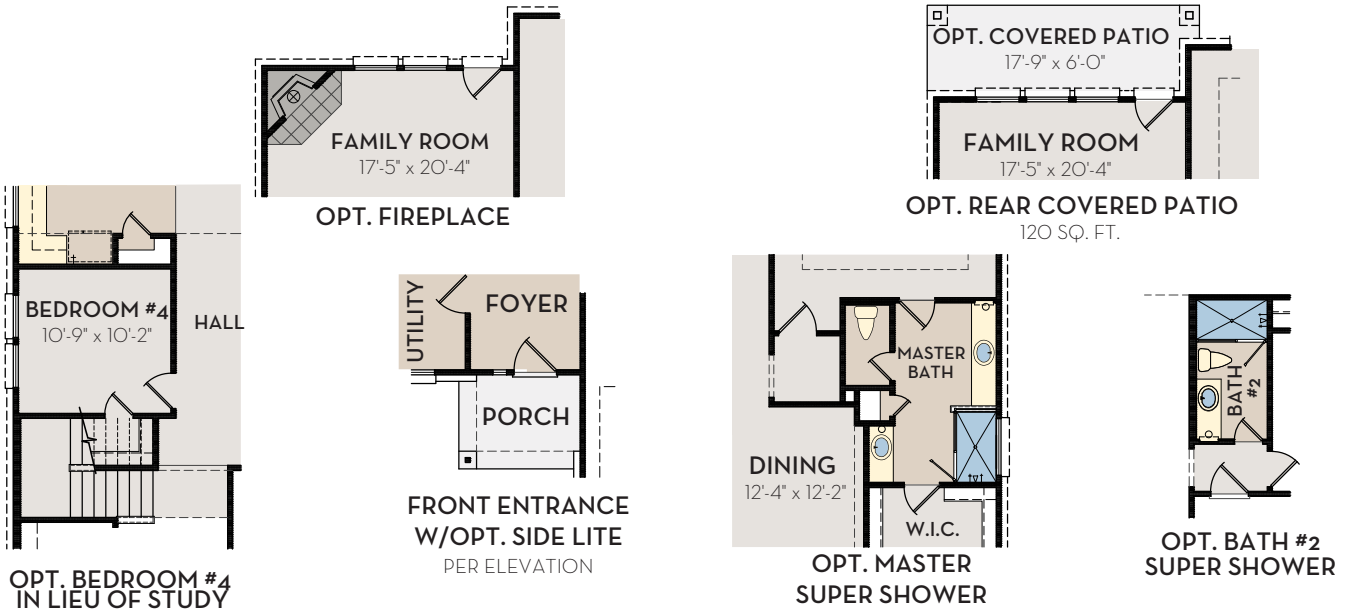 FAMILY ROOM
17'-5" x 20'-4"
OPT. FIREPLACE
OPT. COVERED PATIO
17'-9" x 6'-0"
FAMILY ROOM
17'-5" x 20'-4"
OPT. REAR COVERED PATIO
120 SQ. FT.
BEDROOM #4
10'-9" x 10'-2"
HALL
OPT. BEDROOM #4
IN LIEU OF STUDY
UTILITY
FOYER
PORCH
FRONT ENTRANCE
W/OPT. SIDE LITE
PER ELEVATION
MASTER
BATH
DINING
12'-4" x 12'-2"
W.I.C.
OPT. MASTER
SUPER SHOWER
BATH
#2
OPT. BATH #2
SUPER SHOWER